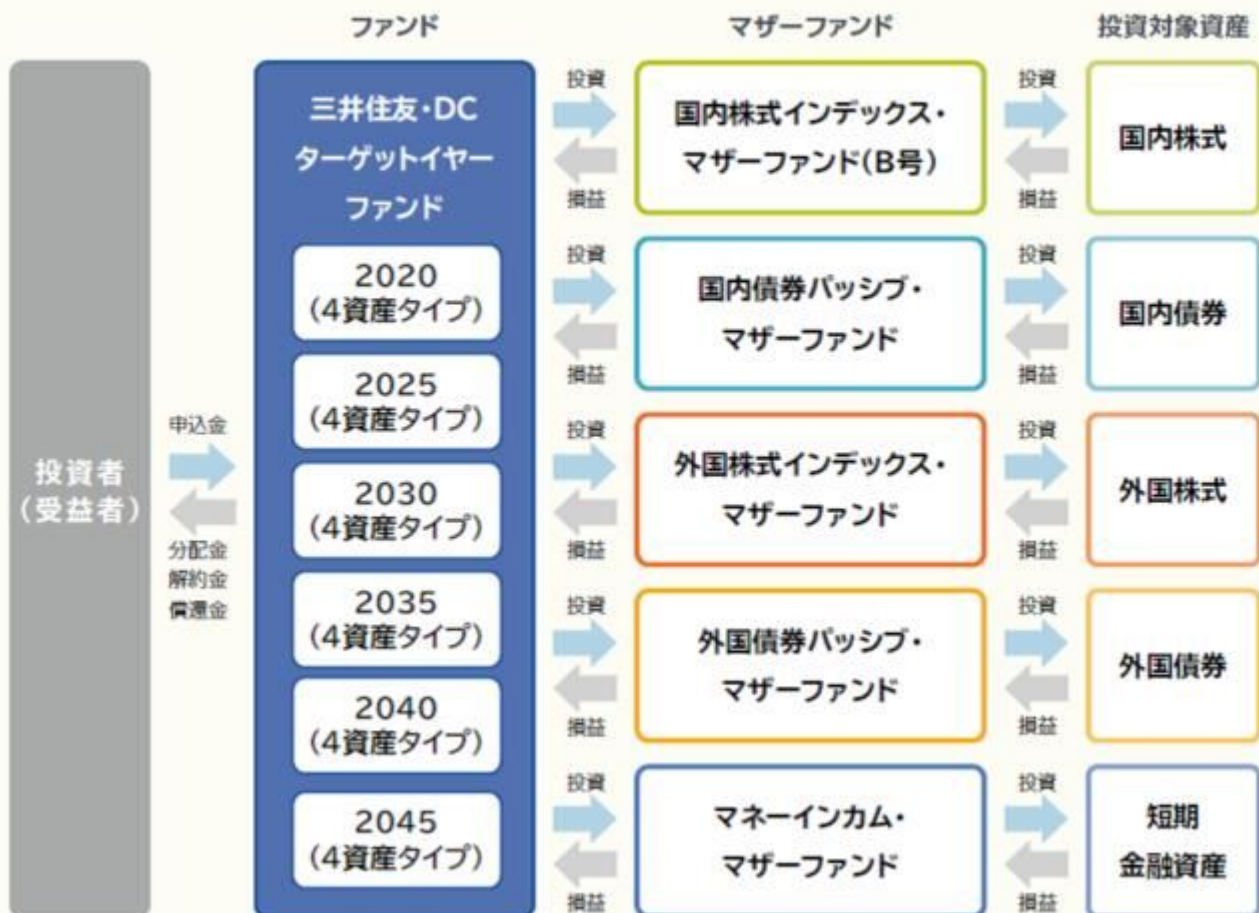 ファンド
マザーファンド
投資対象資産
投資者
(受益者)
申込金
分配金
解約金
償還金
三井住友・DC
ターゲットイヤー
ファンド
2020
(4資産タイプ)
2025
(4資産タイプ)
2030
(4資産タイプ)
2035
(4資産タイプ)
2040
(4資産タイプ)
2045
(4資産タイプ)
投資
損益
国内株式インデックス・
マザーファンド(B号)
投資
損益
国内株式
投資
損益
国内債券パッシブ・
マザーファンド
投資
損益
国内債券
投資
損益
外国株式インデックス・
マザーファンド
投資
損益
外国株式
投資
損益
外国債券パッシブ・
マザーファンド
投資
損益
外国債券
投資
損益
マネーインカム・
マザーファンド
投資
損益
短期
金融資産